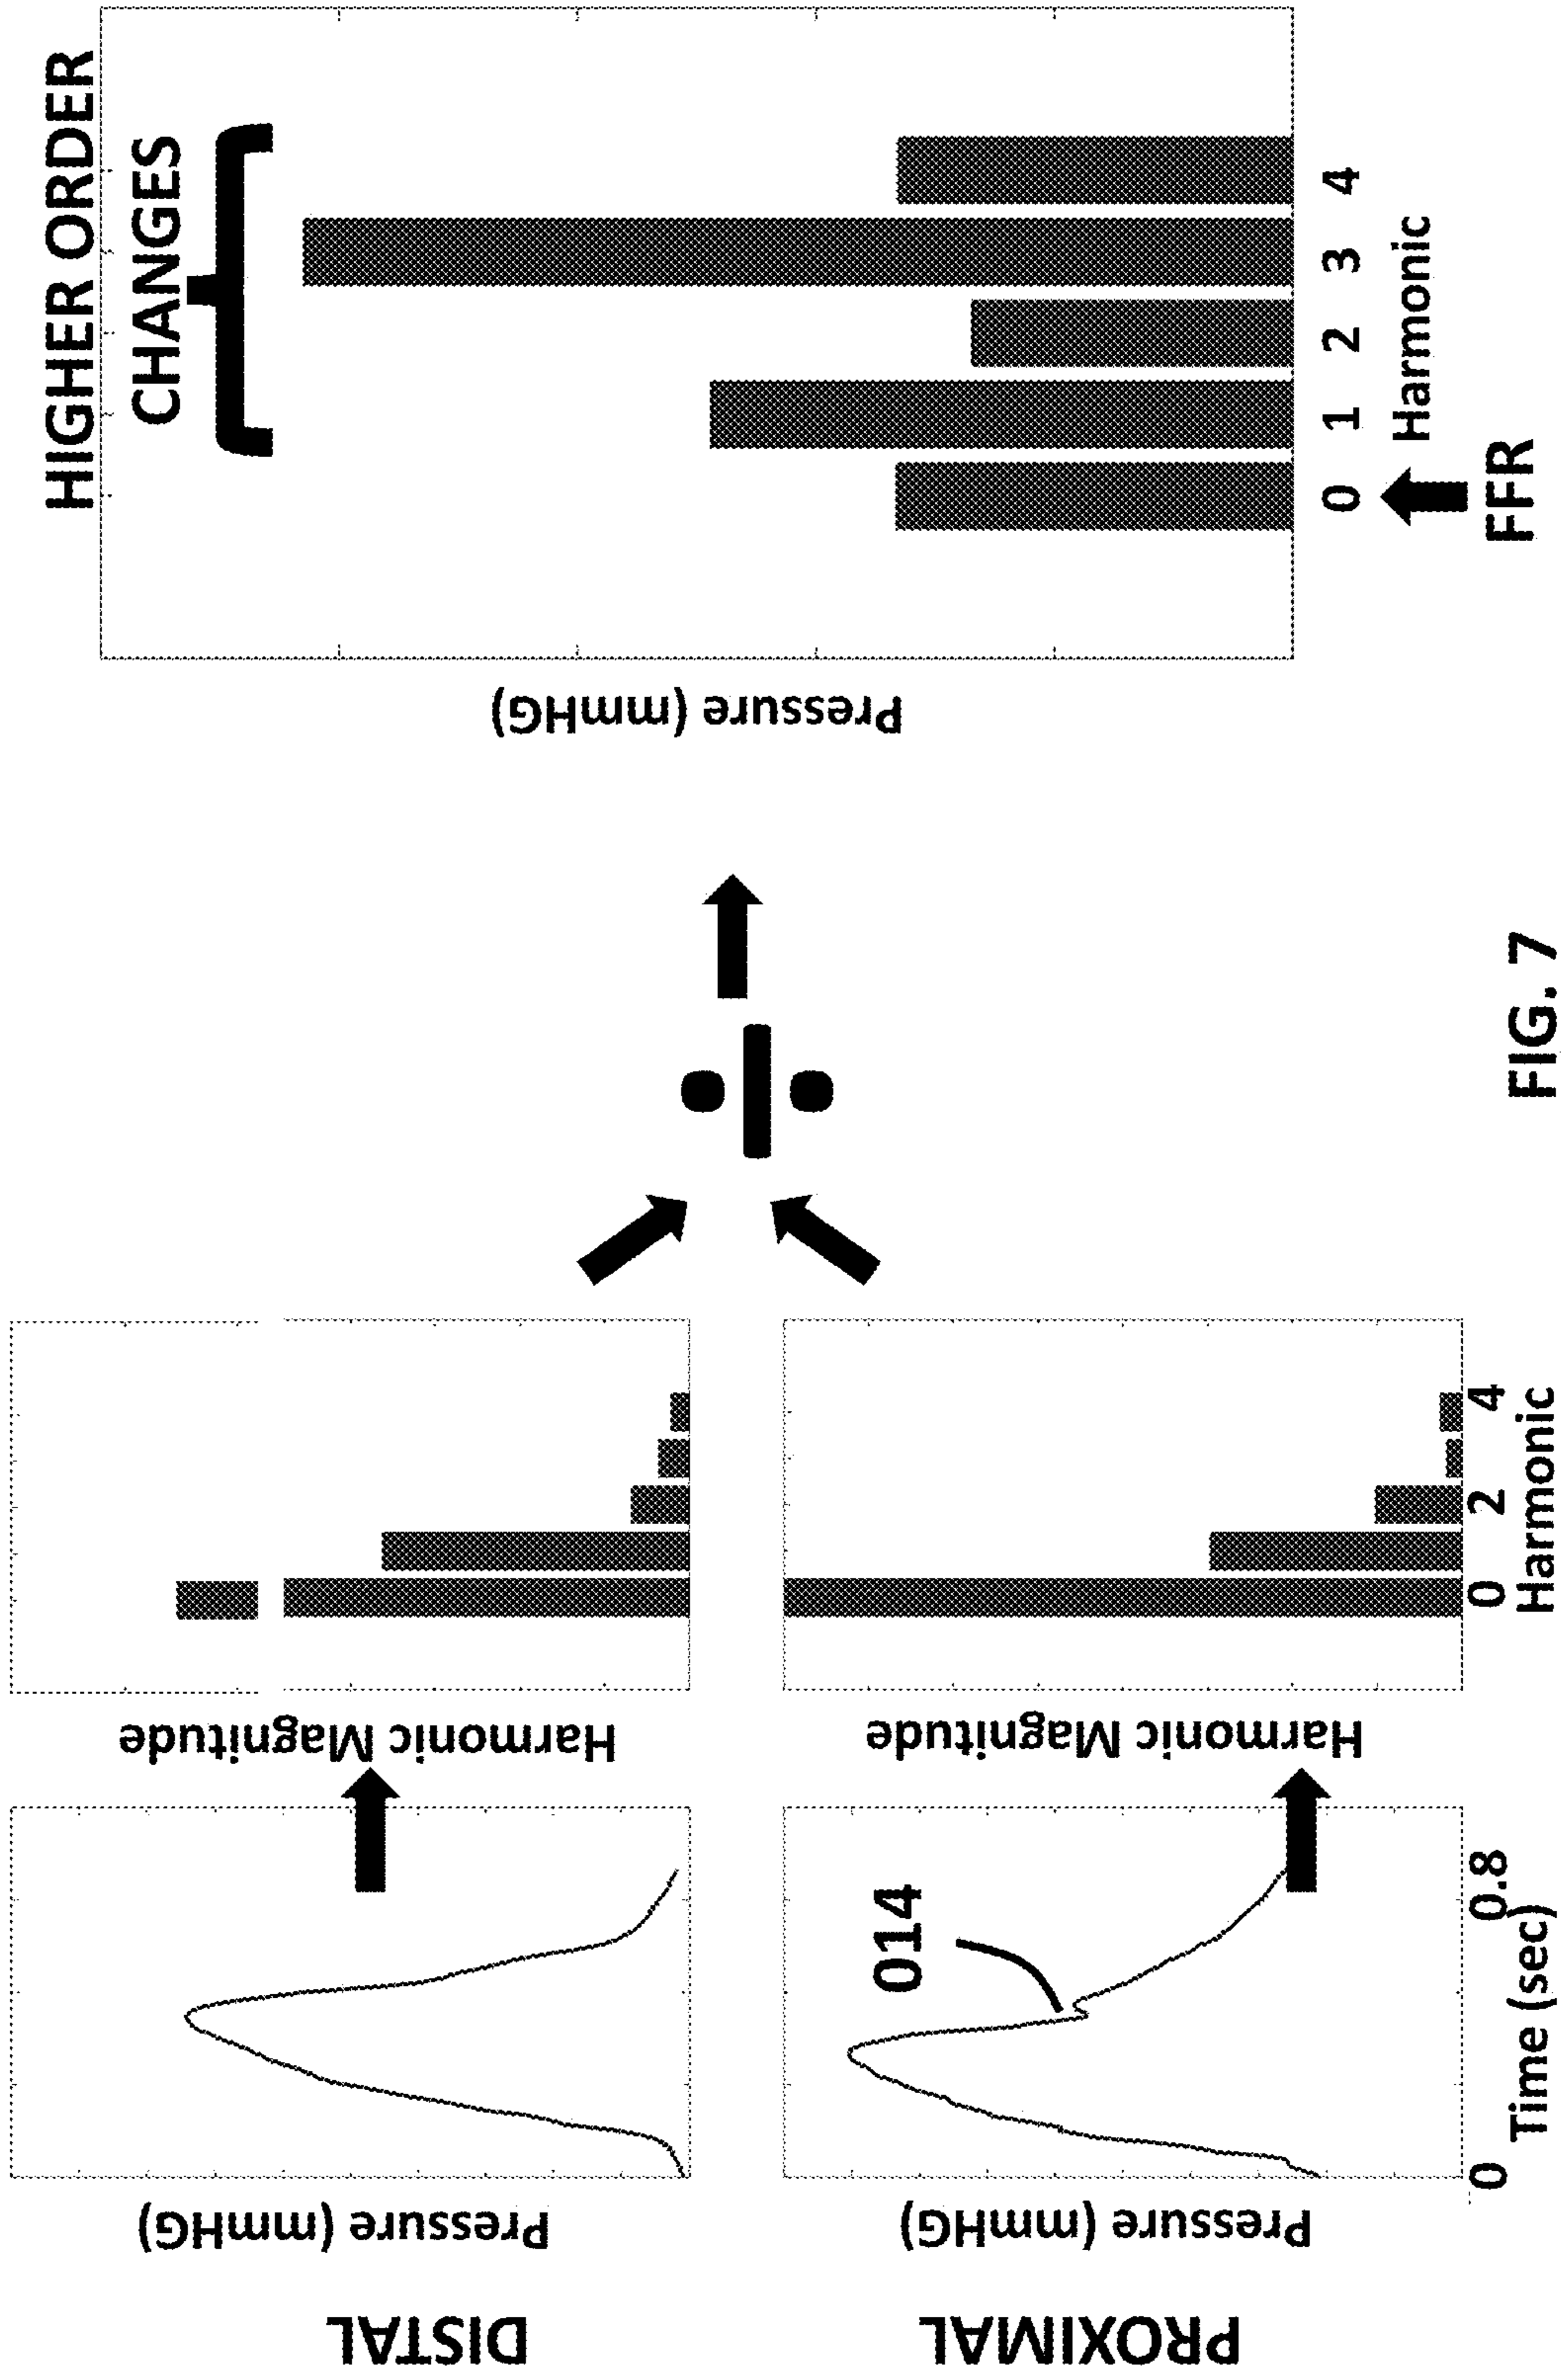 DISTAL
Pressure (mmHG)
Harmonic Magnitude
PROXIMAL
Pressure (mmHG)
014
0
0.8
Time (sec)
Harmonic Magnitude
0
2
4
Harmonic
HIGHER ORDER
CHANGES
Pressure (mmHG)
0
1
2
3
4
Harmonic
FFR
FIG. 7